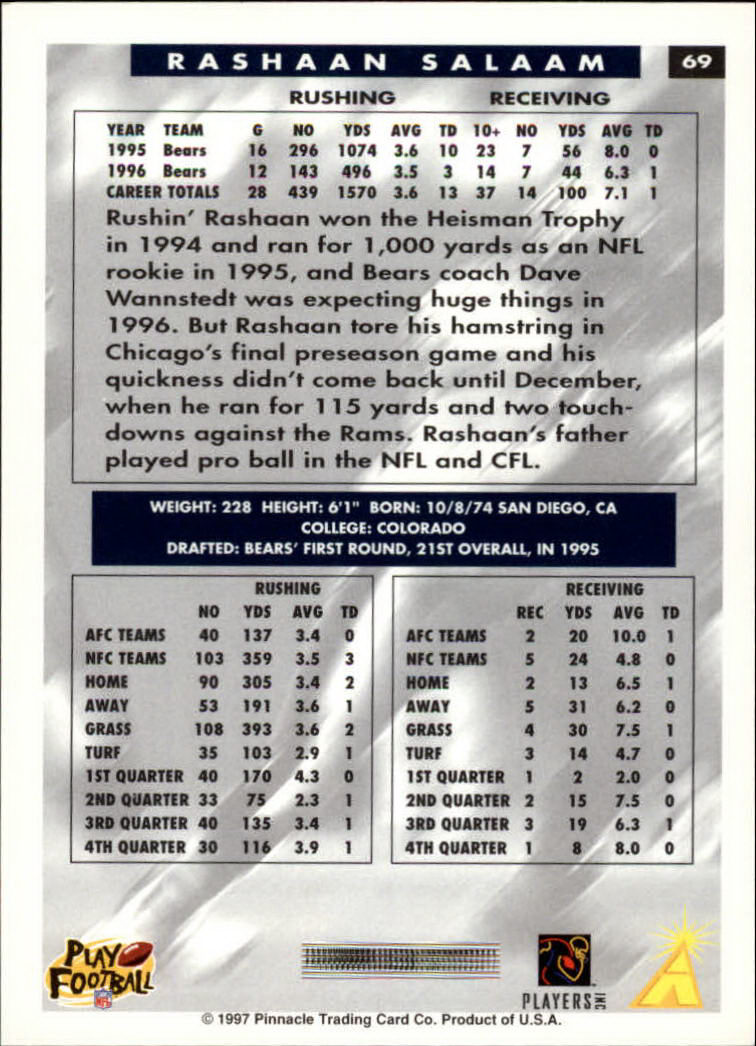 RASHAAN SALAAM 69
RUSHING RECEIVING
YEAR TEAM G NO YDS AVG TD 10+ NO YDS AVG TD
1995 Bears 16 296 1074 3.6 10 23 7 56 8.0 0
1996 Bears 12 143 496 3.5 3 14 7 44 6.3 1
CAREER TOTALS 28 439 1570 3.6 13 37 14 100 7.1 1
Rushin' Rashaan won the Heisman Trophy
in 1994 and ran for 1,000 yards as an NFL
rookie in 1995, and Bears coach Dave
Wannstedt was expecting huge things in
1996. But Rashaan tore his hamstring in
Chicago's final preseason game and his
quickness didn't come back until December,
when he ran for 115 yards and two touch-
downs against the Rams. Rashaan's father
played pro ball in the NFL and CFL.
WEIGHT: 228 HEIGHT: 6'1" BORN: 10/8/74 SAN DIEGO, CA
COLLEGE: COLORADO
DRAFTED: BEARS' FIRST ROUND, 21ST OVERALL, IN 1995
RUSHING
NO YDS AVG TD
AFC TEAMS 40 137 3.4 0
NFC TEAMS 103 359 3.5 3
HOME 90 305 3.4 2
AWAY 53 191 3.6 1
GRASS 108 393 3.6 2
TURF 35 103 2.9 1
1ST QUARTER 40 170 4.3 0
2ND QUARTER 33 75 2.3 1
3RD QUARTER 40 135 3.4 1
4TH QUARTER 30 116 3.9 1
RECEIVING
REC YDS AVG TD
AFC TEAMS 2 20 10.0 1
NFC TEAMS 5 24 4.8 0
HOME 2 13 6.5 1
AWAY 5 31 6.2 0
GRASS 4 30 7.5 1
TURF 3 14 4.7 0
1ST QUARTER 1 2 2.0 0
2ND QUARTER 2 15 7.5 0
3RD QUARTER 3 19 6.3 1
4TH QUARTER 1 8 8.0 0
PLAY
FOOTBALL
NFL
PLAYERS INC
© 1997 Pinnacle Trading Card Co. Product of U.S.A.